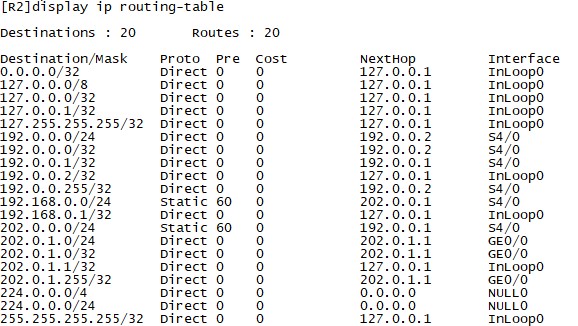 [R2]display ip routing-table
Destinations : 20 Routes : 20
Destination/Mask Proto Pre Cost NextHop Interface
0.0.0.0/32 Direct 0 0 127.0.0.1 InLoop0
127.0.0.0/8 Direct 0 0 127.0.0.1 InLoop0
127.0.0.0/32 Direct 0 0 127.0.0.1 InLoop0
127.0.0.1/32 Direct 0 0 127.0.0.1 InLoop0
127.255.255.255/32 Direct 0 0 127.0.0.1 InLoop0
192.0.0.0/24 Direct 0 0 192.0.0.2 S4/0
192.0.0.0/32 Direct 0 0 192.0.0.2 S4/0
192.0.0.1/32 Direct 0 0 192.0.0.1 S4/0
192.0.0.2/32 Direct 0 0 127.0.0.1 InLoop0
192.0.0.255/32 Direct 0 0 192.0.0.2 S4/0
192.168.0.0/24 Static 60 0 202.0.0.1 S4/0
192.168.0.1/32 Direct 0 0 127.0.0.1 InLoop0
202.0.0.0/24 Static 60 0 192.0.0.1 S4/0
202.0.1.0/24 Direct 0 0 202.0.1.1 GE0/0
202.0.1.0/32 Direct 0 0 202.0.1.1 GE0/0
202.0.1.1/32 Direct 0 0 127.0.0.1 InLoop0
202.0.1.255/32 Direct 0 0 202.0.1.1 GE0/0
224.0.0.0/4 Direct 0 0 0.0.0.0 NULL0
224.0.0.0/24 Direct 0 0 0.0.0.0 NULL0
255.255.255.255/32 Direct 0 0 127.0.0.1 InLoop0